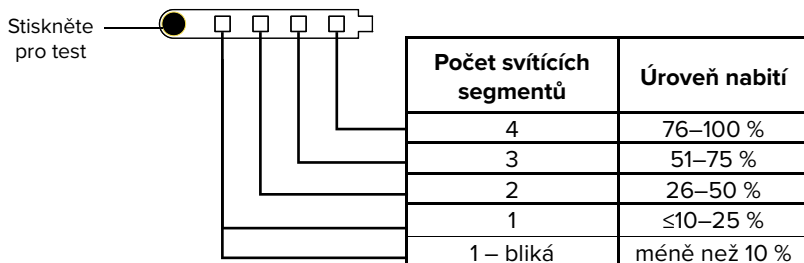 Stiskněte
pro test
Počet svítících
segmentů
Úroveň nabití
4
76–100 %
3
51–75 %
2
26–50 %
1
≤10–25 %
1 – bliká
méně než 10 %